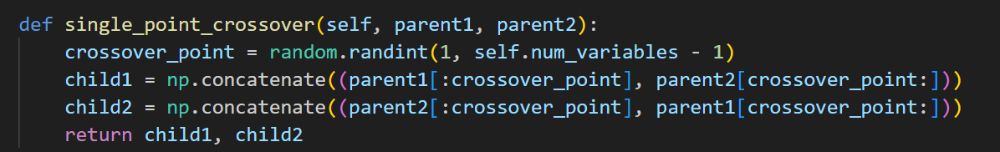 def single_point_crossover(self, parent1, parent2):
    crossover_point = random.randint(1, self.num_variables - 1)
    child1 = np.concatenate((parent1[:crossover_point], parent2[crossover_point:]))
    child2 = np.concatenate((parent2[:crossover_point], parent1[crossover_point:]))
    return child1, child2